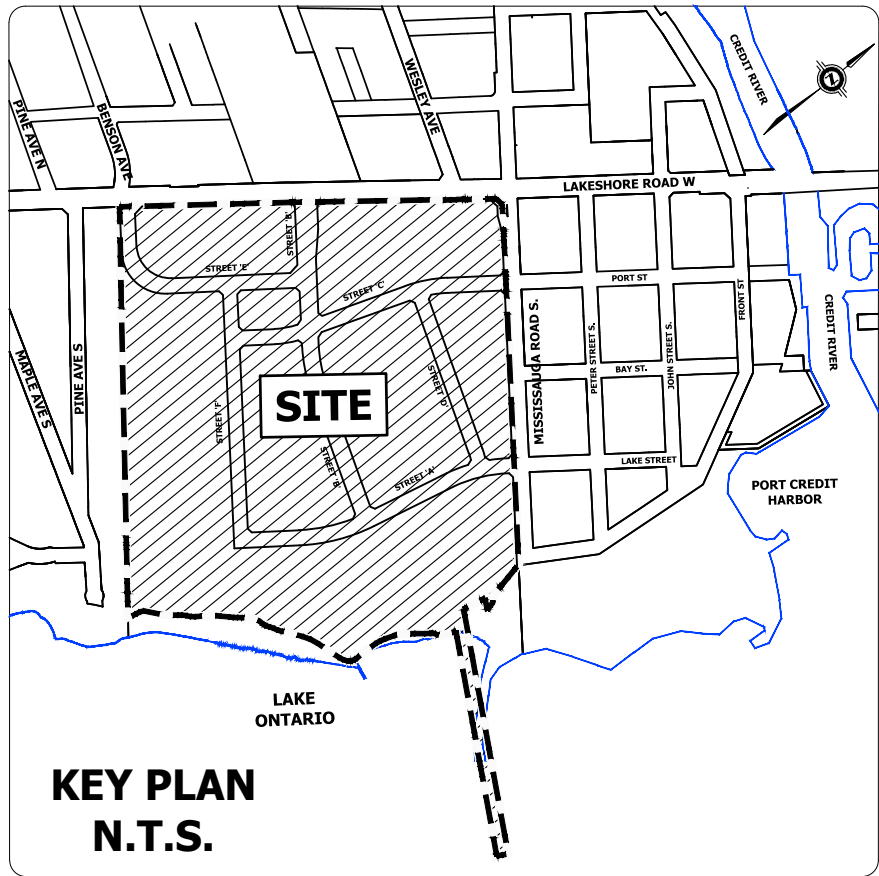 CREDIT RIVER
WESLEY AVE
PINE AVE N
BENSON AVE
LAKESHORE ROAD W
STREET 'B'
STREET 'E'
PORT ST
STREET 'C'
FRONT ST
CREDIT RIVER
MISSISSAUGA ROAD S.
PETER STREET S.
JOHN STREET S.
MAPLE AVE S
PINE AVE S
BAY ST.
STREET 'D'
SITE
STREET 'F'
STREET 'B'
STREET 'A'
LAKE STREET
PORT CREDIT
HARBOR
LAKE
ONTARIO
KEY PLAN
N.T.S.